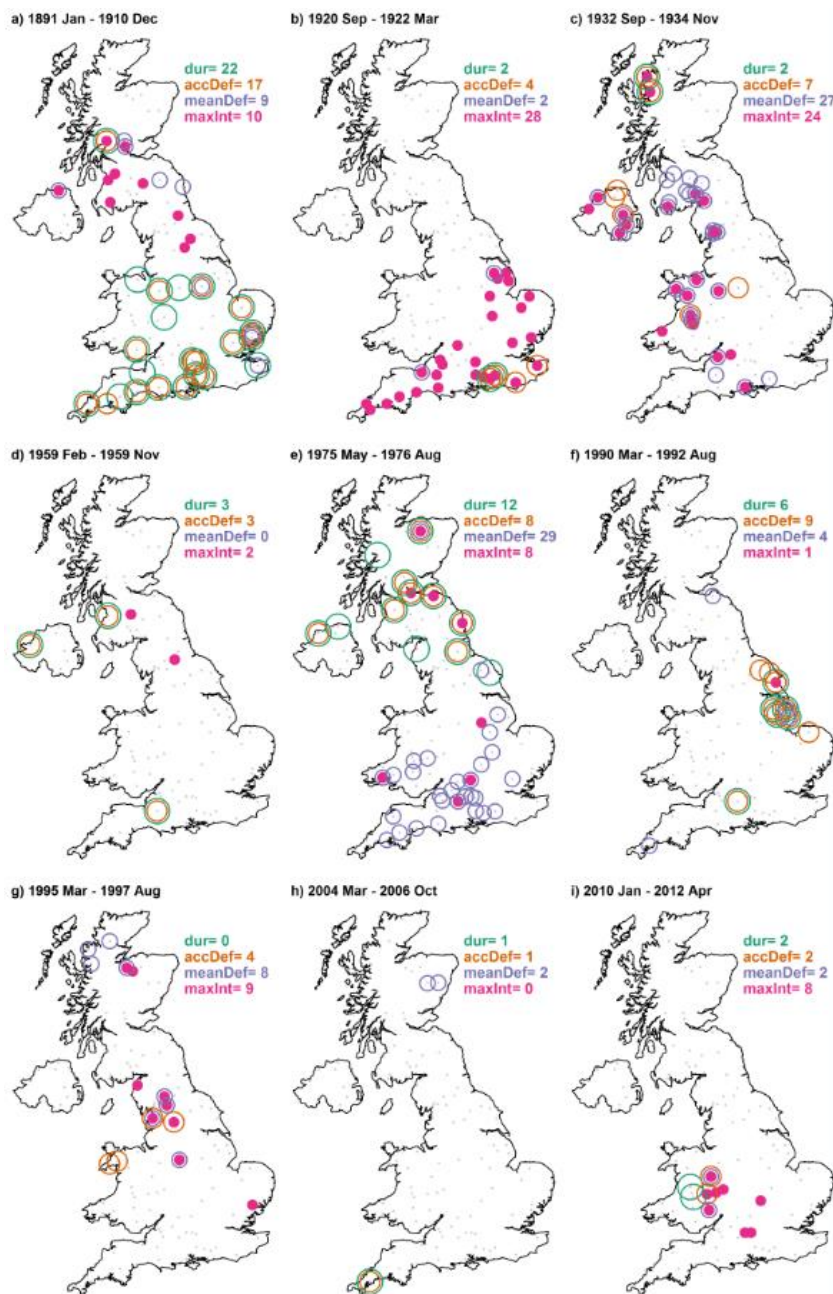 a) 1891 Jan - 1910 Dec
dur= 22
accDef= 17
meanDef= 9
maxInt= 10
b) 1920 Sep - 1922 Mar
dur= 2
accDef= 4
meanDef= 2
maxInt= 28
c) 1932 Sep - 1934 Nov
dur= 2
accDef= 7
meanDef= 27
maxInt= 24
d) 1959 Feb - 1959 Nov
dur= 3
accDef= 3
meanDef= 0
maxInt= 2
e) 1975 May - 1976 Aug
dur= 12
accDef= 8
meanDef= 29
maxInt= 8
f) 1990 Mar - 1992 Aug
dur= 6
accDef= 9
meanDef= 4
maxInt= 1
g) 1995 Mar - 1997 Aug
dur= 0
accDef= 4
meanDef= 8
maxInt= 9
h) 2004 Mar - 2006 Oct
dur= 1
accDef= 1
meanDef= 2
maxInt= 0
i) 2010 Jan - 2012 Apr
dur= 2
accDef= 2
meanDef= 2
maxInt= 8